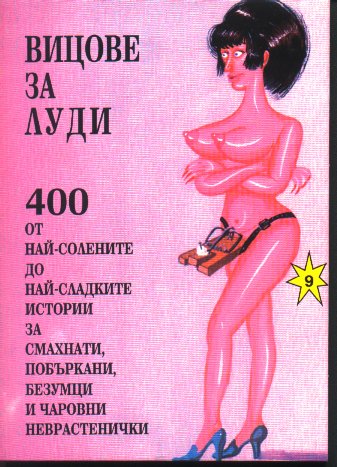 ВИЦОВЕ
ЗА
ЛУДИ
400
ОТ
НАЙ-СОЛЕНИТЕ
ДО
НАЙ-СЛАДКИТЕ
ИСТОРИИ
ЗА
СМАХНАТИ,
ПОБЪРКАНИ,
БЕЗУМЦИ
И ЧАРОВНИ
НЕВРАСТЕНИЧКИ
9